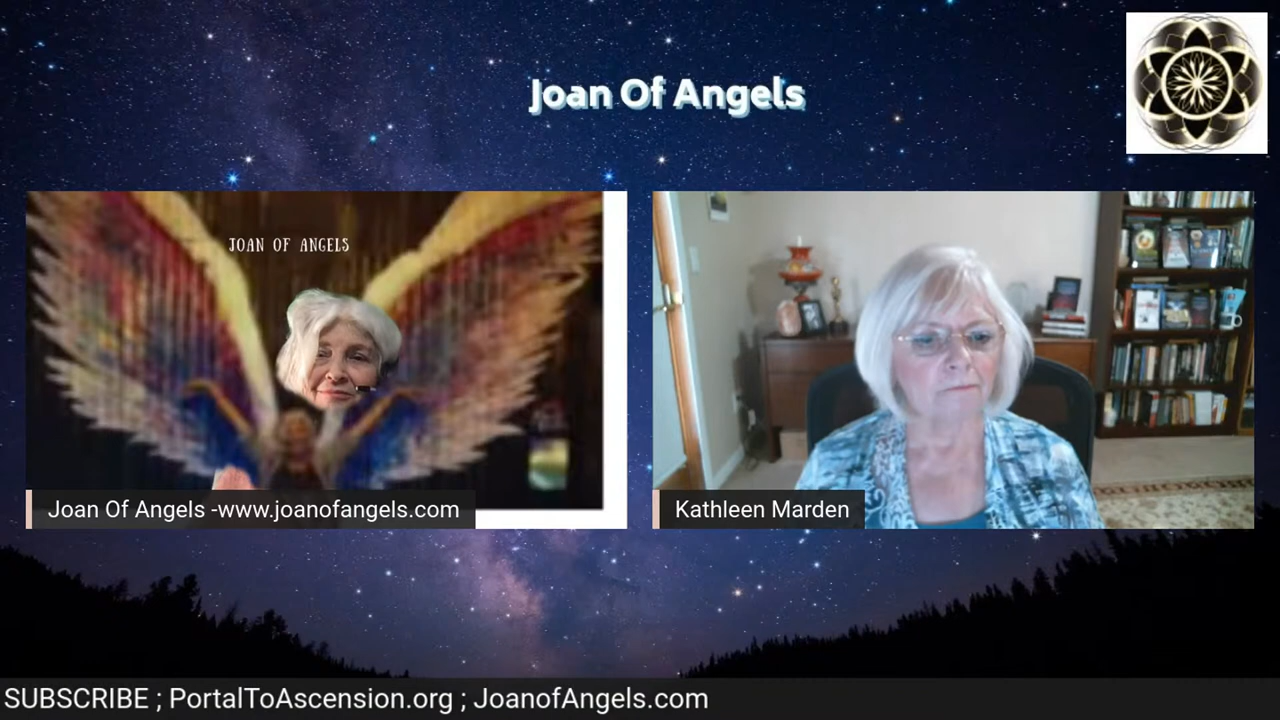 Joan Of Angels
JOAN OF ANGELS
Joan Of Angels -www.joanofangels.com
Kathleen Marden
SUBSCRIBE ; PortalToAscension.org ; JoanofAngels.com